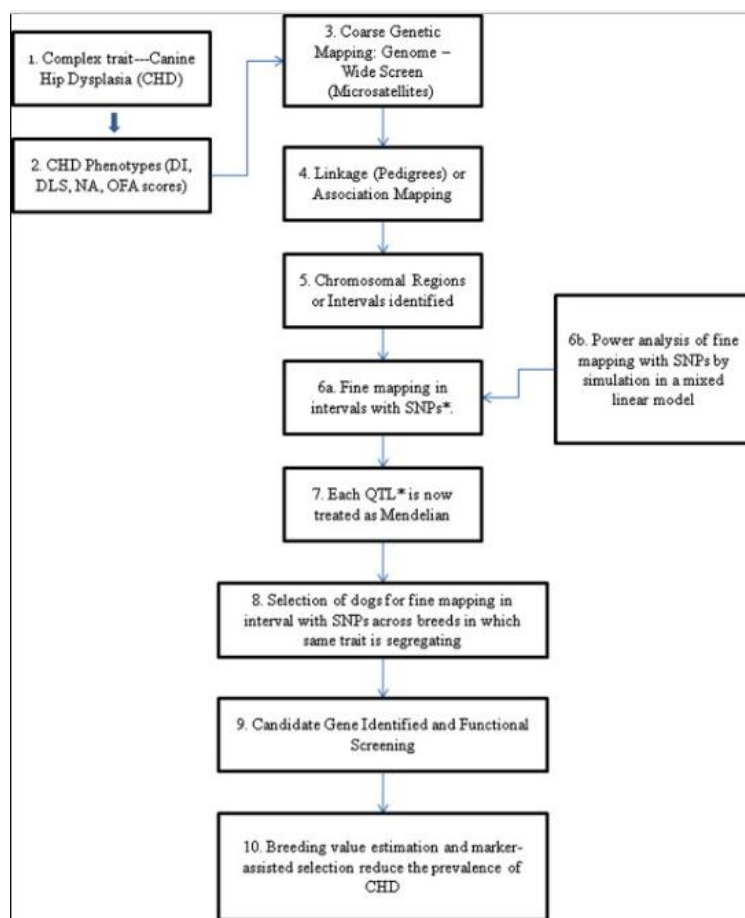 1. Complex trait---Canine
Hip Dysplasia (CHD)
2. CHD Phenotypes (DI,
DLS, NA, OFA scores)
3. Coarse Genetic
Mapping: Genome –
Wide Screen
(Microsatellites)
4. Linkage (Pedigrees) or
Association Mapping
5. Chromosomal Regions
or Intervals identified
6a. Fine mapping in
intervals with SNPs*.
6b. Power analysis of fine
mapping with SNPs by
simulation in a mixed
linear model
7. Each QTL* is now
treated as Mendelian
8. Selection of dogs for fine mapping in
interval with SNPs across breeds in which
same trait is segregating
9. Candidate Gene Identified and Functional
Screening
10. Breeding value estimation and marker-
assisted selection reduce the prevalence of
CHD